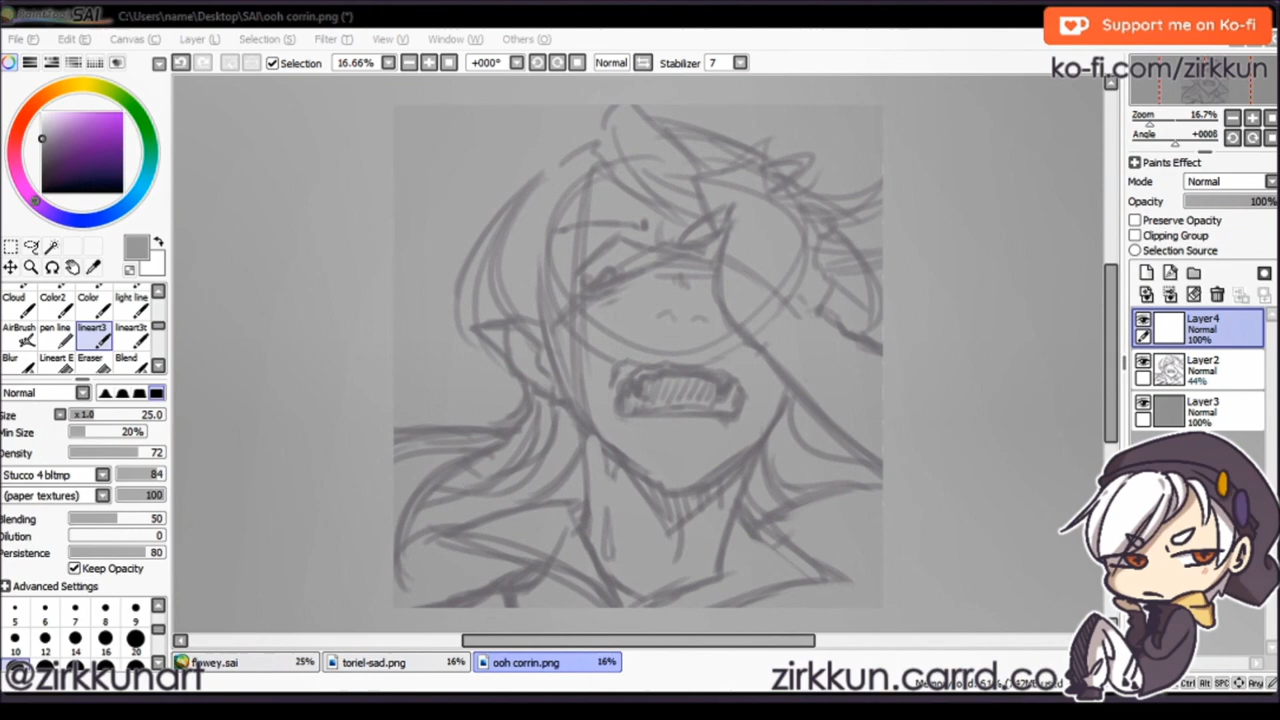 PaintTool SAI C:\Users\name\Desktop\SAI\ooh corrin.png (*)
Support me on Ko-fi
File (F) Edit (E) Canvas (C) Layer (L) Selection (S) Filter (T) View (V) Window (W) Others (O)
Selection 16.66% +000° Normal Stabilizer 7
ko-fi.com/zirkkun
Zoom 16.7%
Angle +0008
Paints Effect
Mode Normal
Opacity 100%
Preserve Opacity
Clipping Group
Selection Source
Cloud Color2 Color light line
AirBrush pen line lineart3 lineart3t
Blur Lineart E Eraser Blend
Layer4
Normal
100%
Layer2
Normal
44%
Layer3
Normal
100%
Normal
Size x 1.0 25.0
Min Size 20%
Density 72
Stucco 4 bltmp 84
(paper textures) 100
Blending 50
Dilution 0
Persistence 80
Keep Opacity
Advanced Settings
5 6 7 8 9
10 12 14 16 20
flowey.sai 25% toriel-sad.png 16% ooh corrin.png 16%
@zirkkunart
zirkkun.carrd.co
Ctrl Alt SPC Any